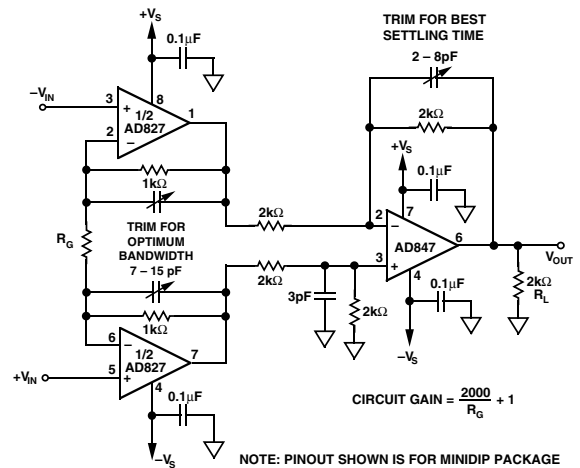 +VS
0.1µF
–VIN
3
8
1
2
+
1/2
AD827
–
1kΩ
RG
TRIM FOR
OPTIMUM
BANDWIDTH
7 – 15 pF
1kΩ
6
–
1/2
AD827
7
+VIN
5
+
4
0.1µF
–VS
TRIM FOR BEST
SETTLING TIME
2 – 8pF
2kΩ
+VS
0.1µF
2kΩ
2
–
7
AD847
6
3
+
4
2kΩ
3pF
2kΩ
0.1µF
–VS
VOUT
2kΩ
RL
CIRCUIT GAIN = 2000
RG
+ 1
NOTE: PINOUT SHOWN IS FOR MINIDIP PACKAGE